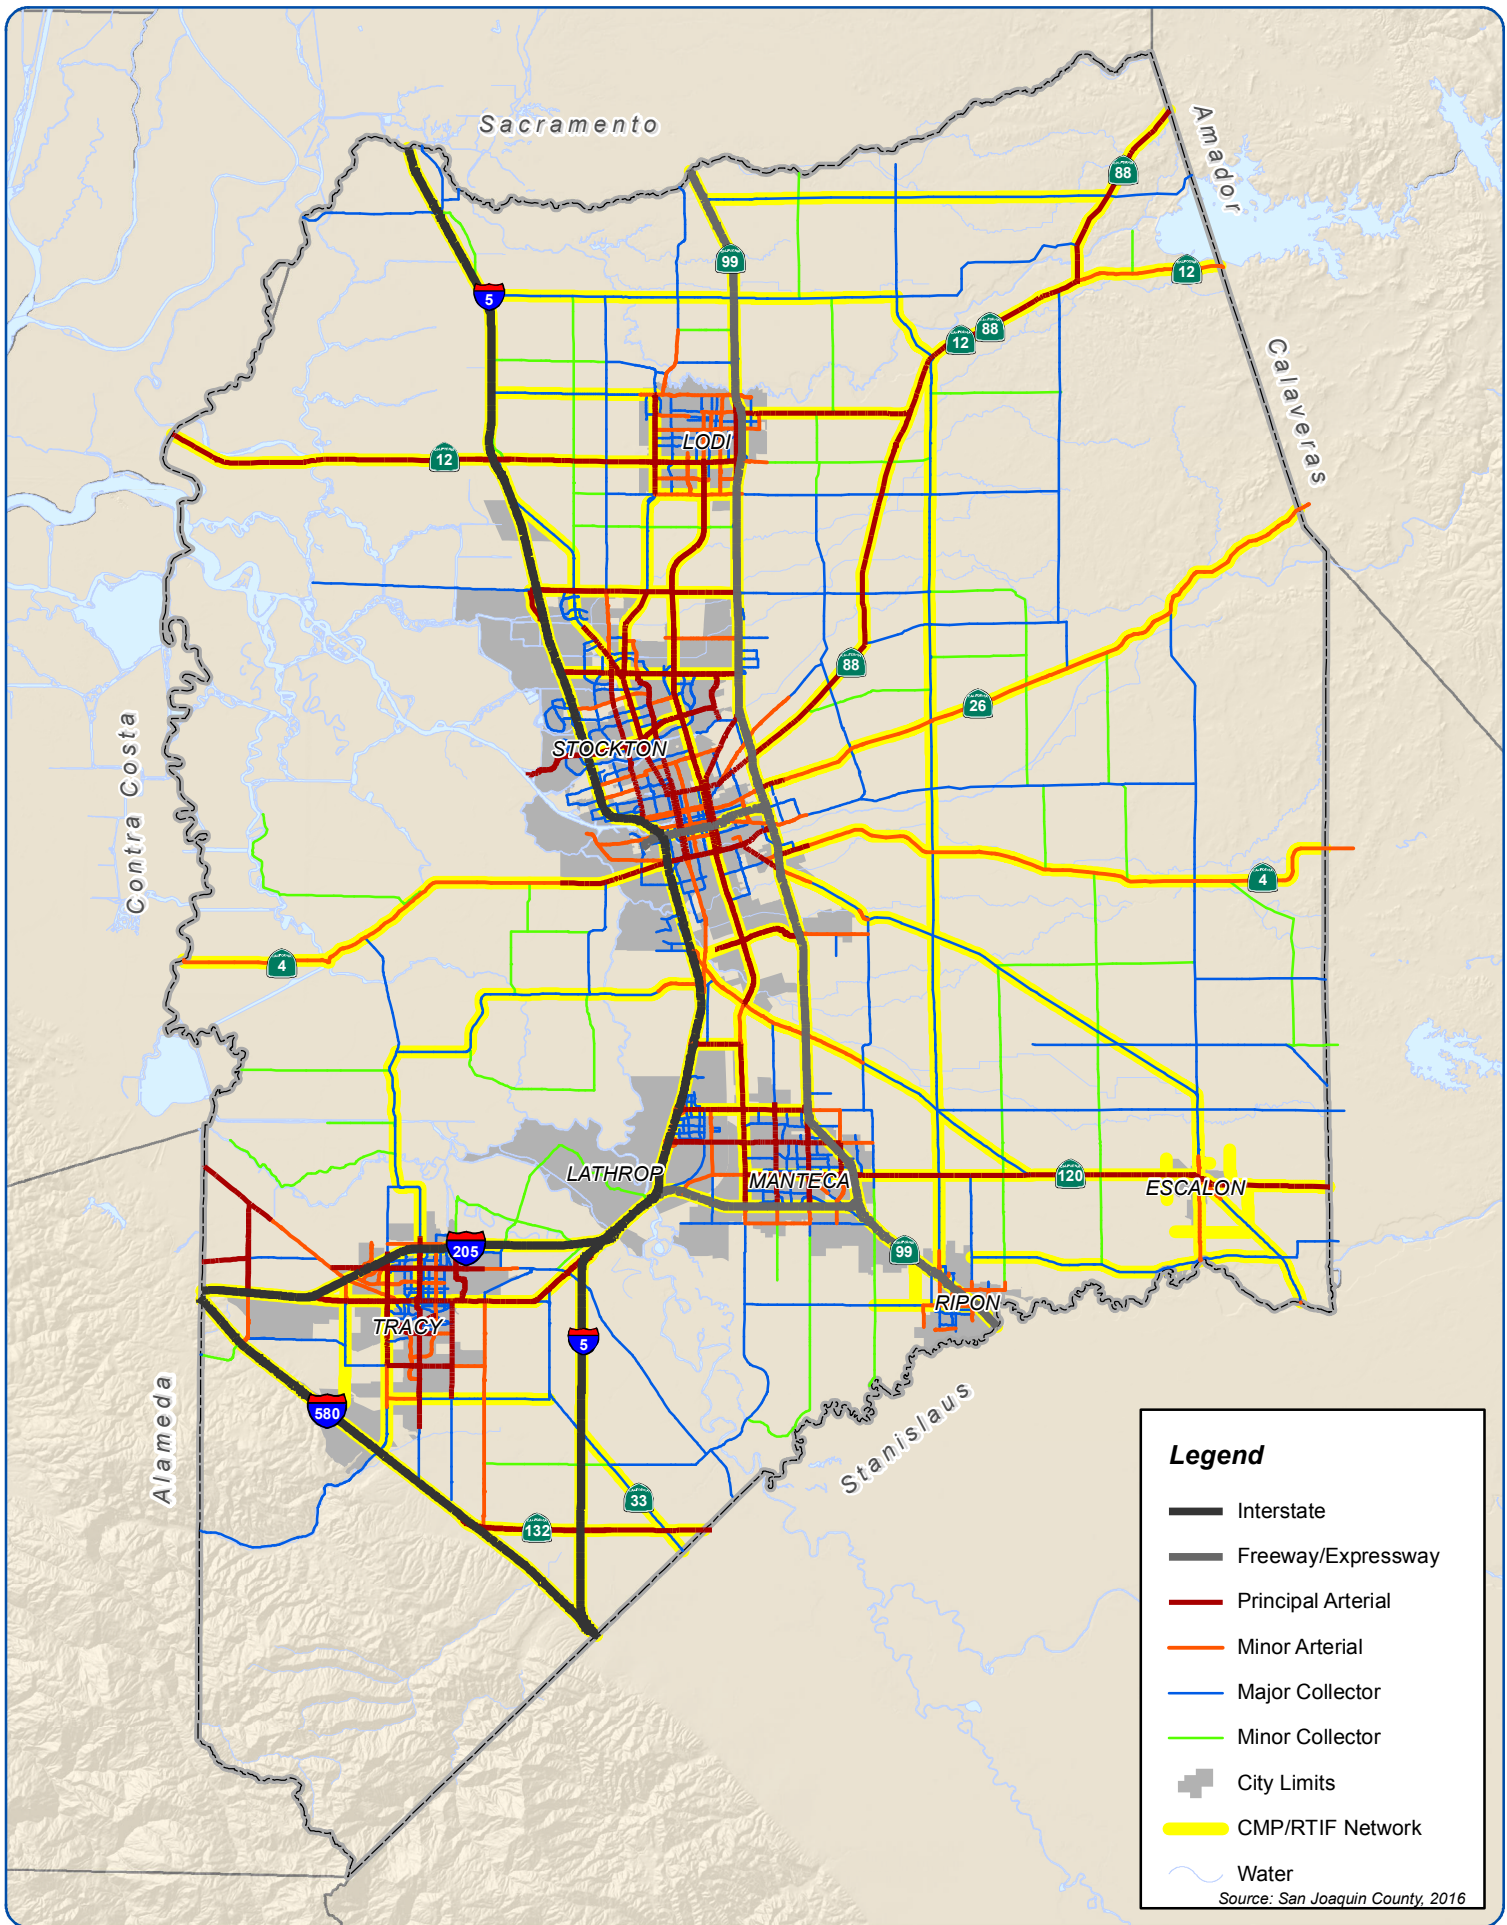 Sacramento
Amador
88
99
12
5
88
12
Calaveras
LODI
12
88
26
Contra Costa
STOCKTON
4
4
LATHROP
MANTECA
120
ESCALON
205
99
RIPON
TRACY
5
580
Alameda
Stanislaus
33
132
Legend
Interstate
Freeway/Expressway
Principal Arterial
Minor Arterial
Major Collector
Minor Collector
City Limits
CMP/RTIF Network
Water
Source: San Joaquin County, 2016